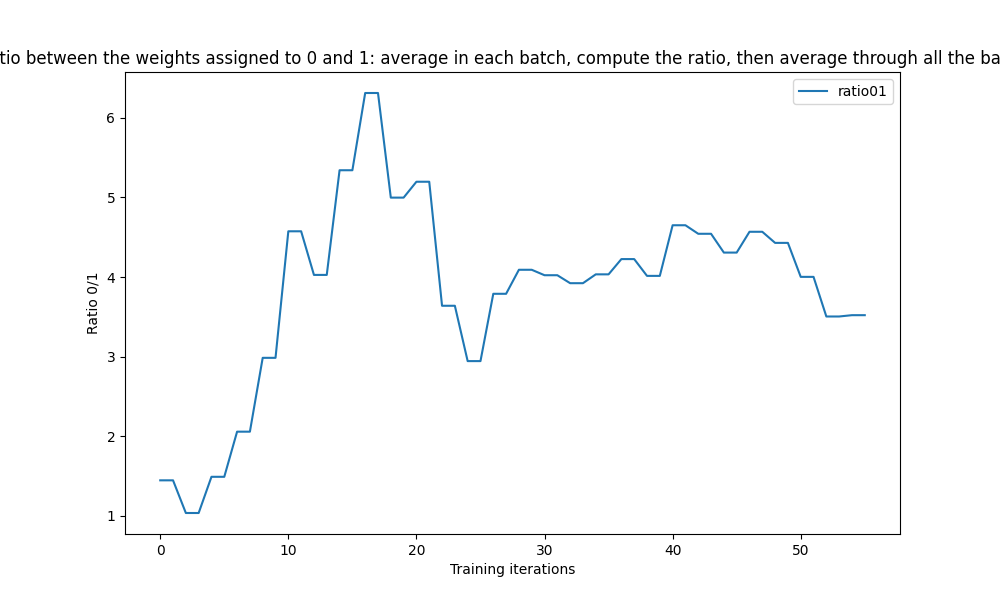 tio between the weights assigned to 0 and 1: average in each batch, compute the ratio, then average through all the ba
ratio01
6
5
4
3
2
1
Ratio 0/1
0 10 20 30 40 50
Training iterations